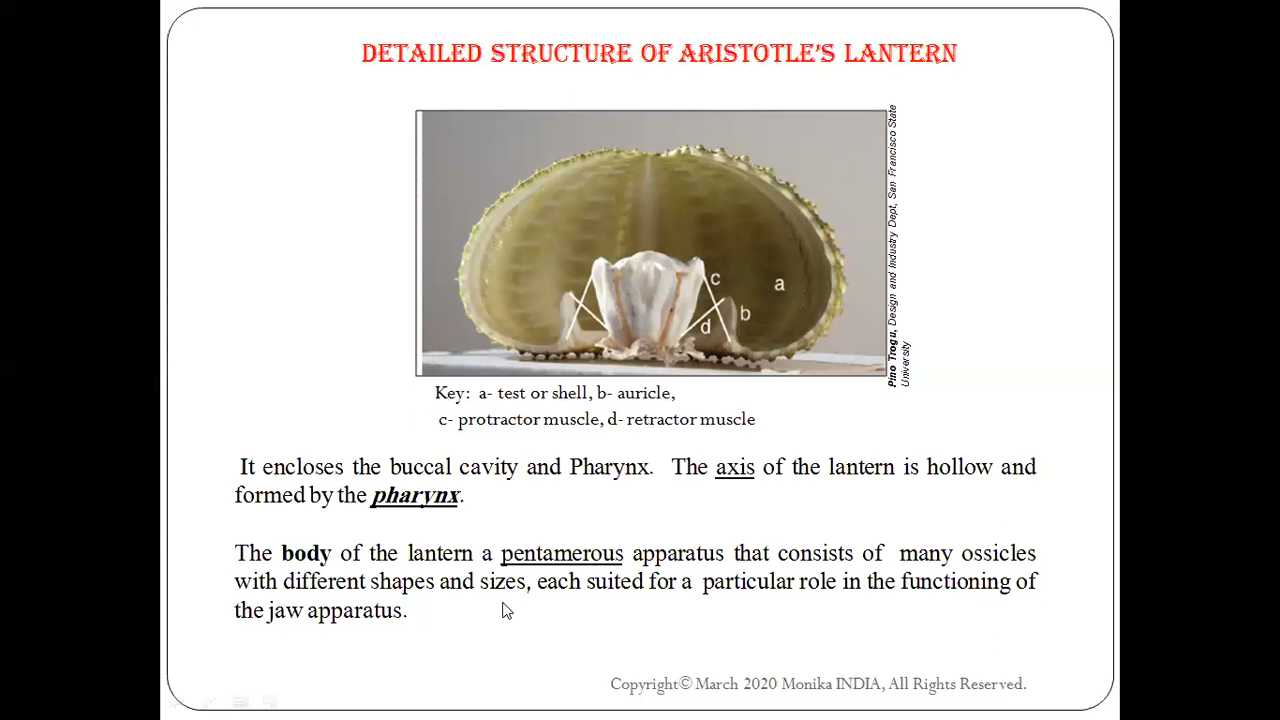 DETAILED STRUCTURE OF ARISTOTLE'S LANTERN
Pino Trogu, Design and Industry Dept, San Francisco State
University
c
a
b
d
Key: a- test or shell, b- auricle,
c- protractor muscle, d- retractor muscle
It encloses the buccal cavity and Pharynx. The axis of the lantern is hollow and
formed by the pharynx.
The body of the lantern a pentamerous apparatus that consists of many ossicles
with different shapes and sizes, each suited for a particular role in the functioning of
the jaw apparatus.
Copyright© March 2020 Monika INDIA, All Rights Reserved.